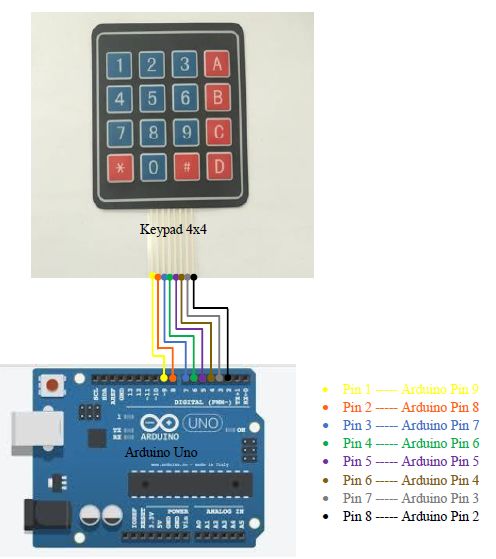 1 2 3 A
4 5 6 B
7 8 9 C
* 0 # D
Keypad 4x4
SCL
SDA
AREF
GND
13
12
~11
~10
~9
8
7
~6
~5
4
~3
2
TX→1
RX←0
DIGITAL (PWM~)
L
TX
RX
UNO
ON
ARDUINO
Arduino Uno
www.arduino.cc - made in Italy
IOREF
RESET
3.3V
5V
GND
GND
Vin
POWER
ANALOG IN
A0
A1
A2
A3
A4
A5
Pin 1 ----- Arduino Pin 9
Pin 2 ----- Arduino Pin 8
Pin 3 ----- Arduino Pin 7
Pin 4 ----- Arduino Pin 6
Pin 5 ----- Arduino Pin 5
Pin 6 ----- Arduino Pin 4
Pin 7 ----- Arduino Pin 3
Pin 8 ----- Arduino Pin 2